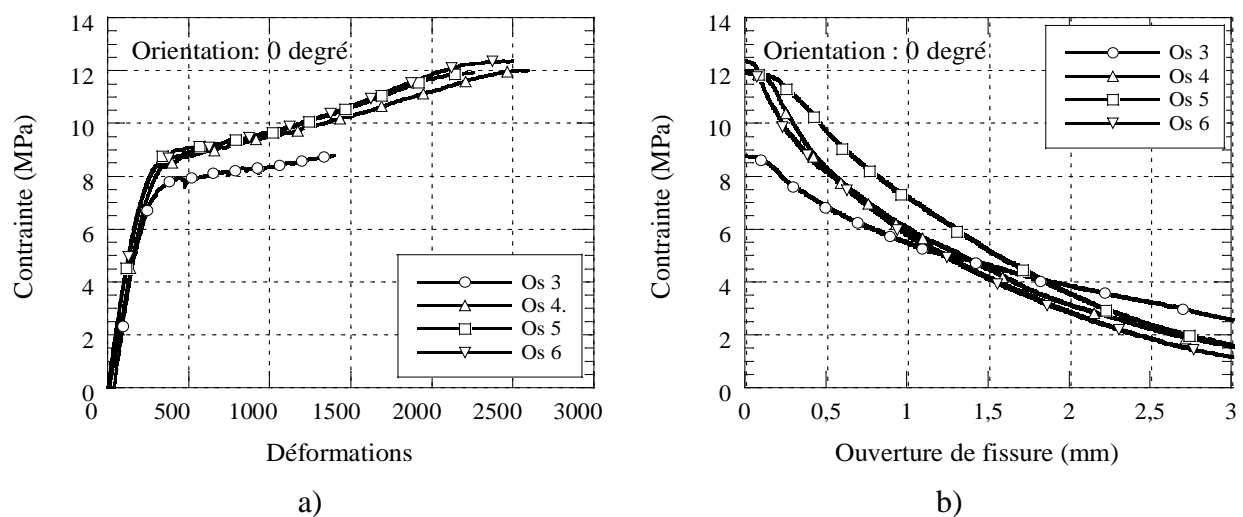 Orientation: 0 degré
Contrainte (MPa)
14
12
10
8
6
4
2
0
0 500 1000 1500 2000 2500 3000
Déformations
Os 3
Os 4.
Os 5
Os 6
a)
Orientation : 0 degré
Contrainte (MPa)
14
12
10
8
6
4
2
0
0 0,5 1 1,5 2 2,5 3
Ouverture de fissure (mm)
Os 3
Os 4
Os 5
Os 6
b)